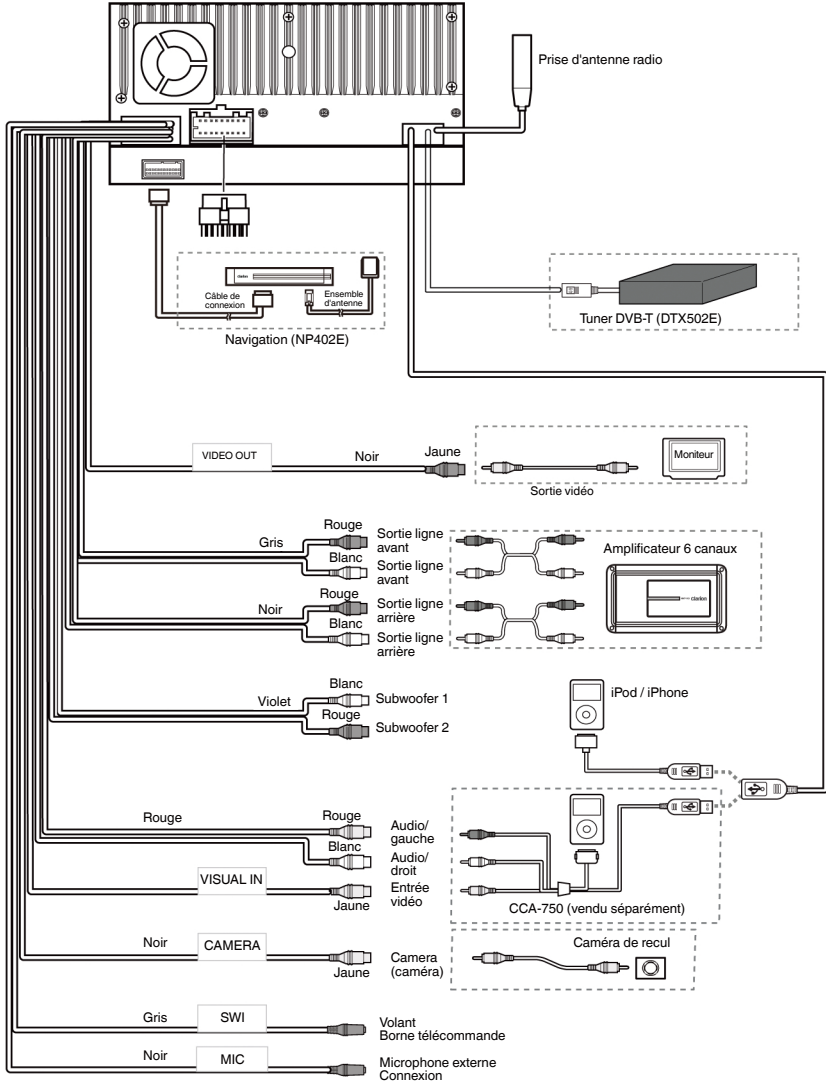 Prise d'antenne radio
clarion
Câble de
connexion
Ensemble
d'antenne
Navigation (NP402E)
Tuner DVB-T (DTX502E)
VIDEO OUT
Noir
Jaune
Moniteur
Sortie vidéo
Gris
Rouge
Sortie ligne
avant
Blanc
Sortie ligne
avant
Amplificateur 6 canaux
clarion
Noir
Rouge
Sortie ligne
arrière
Blanc
Sortie ligne
arrière
Violet
Blanc
Subwoofer 1
Rouge
Subwoofer 2
iPod / iPhone
Rouge
Rouge
Audio/
gauche
Blanc
Audio/
droit
VISUAL IN
Jaune
Entrée
vidéo
CCA-750 (vendu séparément)
Noir
CAMERA
Jaune
Camera
(caméra)
Caméra de recul
Gris
SWI
Volant
Borne télécommande
Noir
MIC
Microphone externe
Connexion